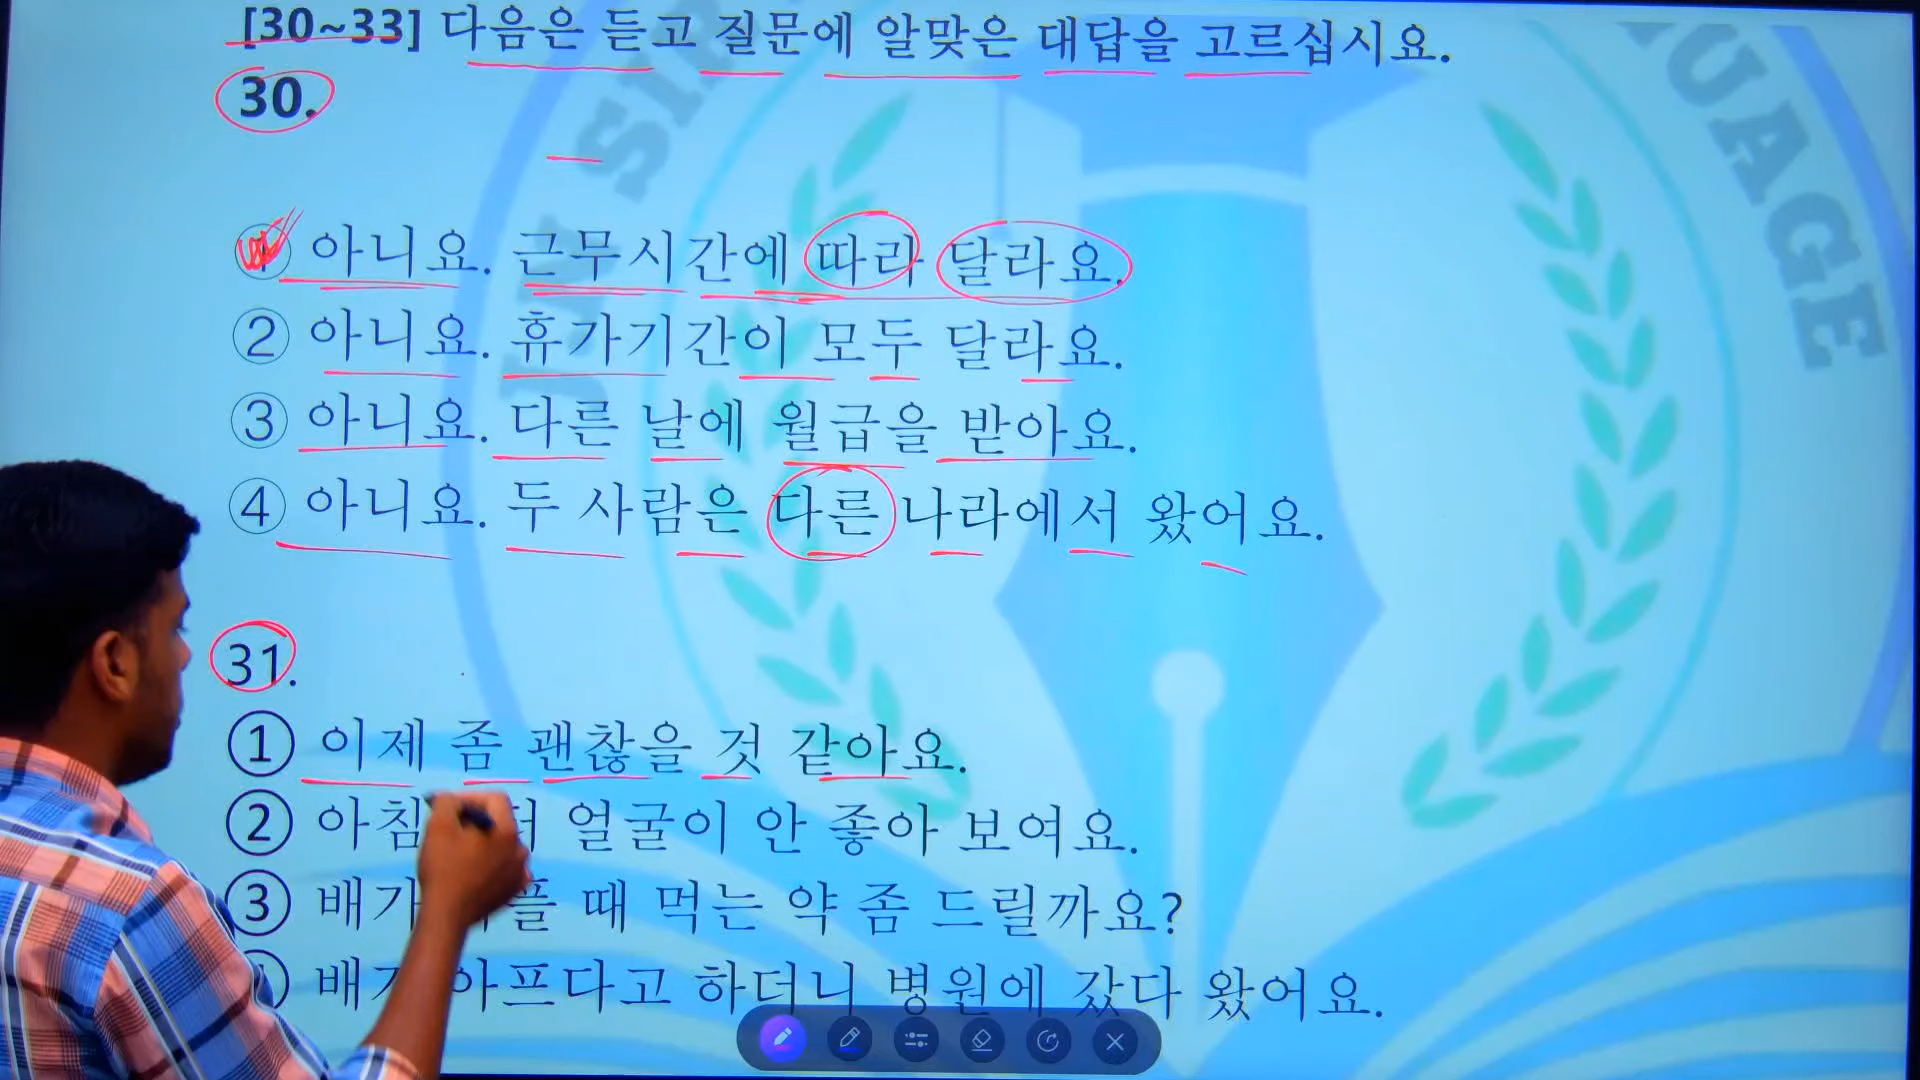 [30~33] 다음은 듣고 질문에 알맞은 대답을 고르십시요.
30.
아니요. 근무시간에 따라 달라요.
② 아니요. 휴가기간이 모두 달라요.
③ 아니요. 다른 날에 월급을 받아요.
④ 아니요. 두 사람은 다른 나라에서 왔어요.
31.
① 이제 좀 괜찮을 것 같아요.
② 아침 얼굴이 안 좋아 보여요.
③ 배가 때 먹는 약 좀 드릴까요?
배가 아프다고 하더니 병원에 갔다 왔어요.